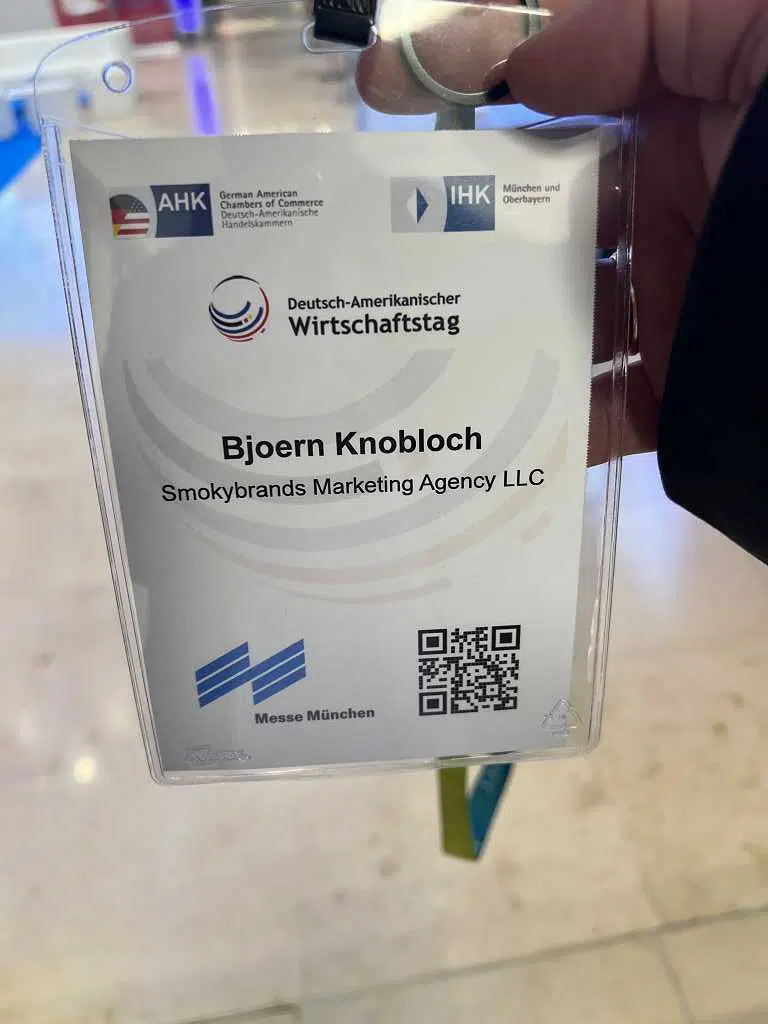 AHK
German American
Chambers of Commerce
Deutsch-Amerikanische
Handelskammern
IHK
München und
Oberbayern
Deutsch-Amerikanischer
Wirtschaftstag
Bjoern Knobloch
Smokybrands Marketing Agency LLC
Messe München